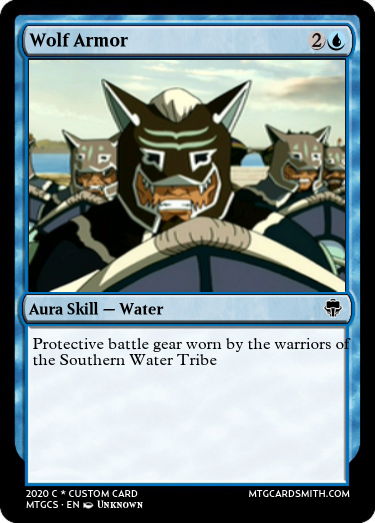 Wolf Armor 2
Aura Skill — Water
Protective battle gear worn by the warriors of
the Southern Water Tribe
2020 C * CUSTOM CARD
MTGCARDSMITH.COM
MTGCS · EN UNKNOWN